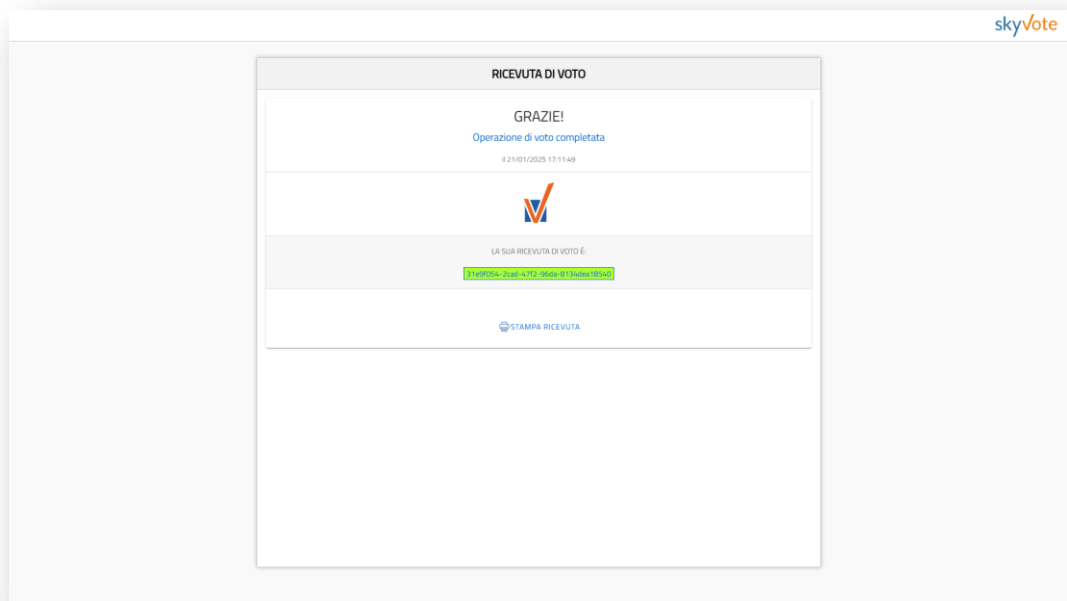 skyVote
RICEVUTA DI VOTO
GRAZIE!
Operazione di voto completata
il 21/01/2025 17:11:49
LA SUA RICEVUTA DI VOTO È:
31e9f054-2cad-47f2-96da-8134dea18540
STAMPA RICEVUTA